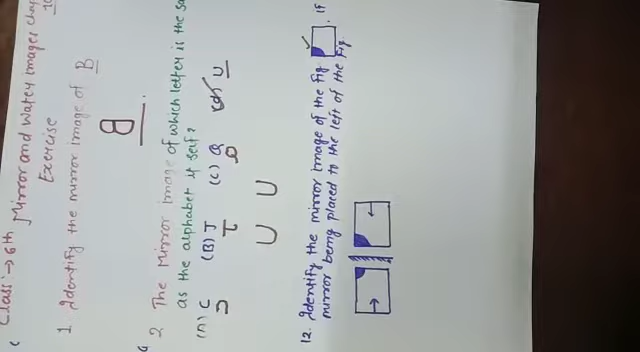 Class → 6th Mirror and Water images chap
Exercise
1. Identify the mirror image of B
8
2 The Mirror Image of which letter is the sa
as the alphabet it self?
(A) C (B) J (C) Q U
U U
12. Identify the mirror image of the fig . If
mirror being placed to the left of the fig.